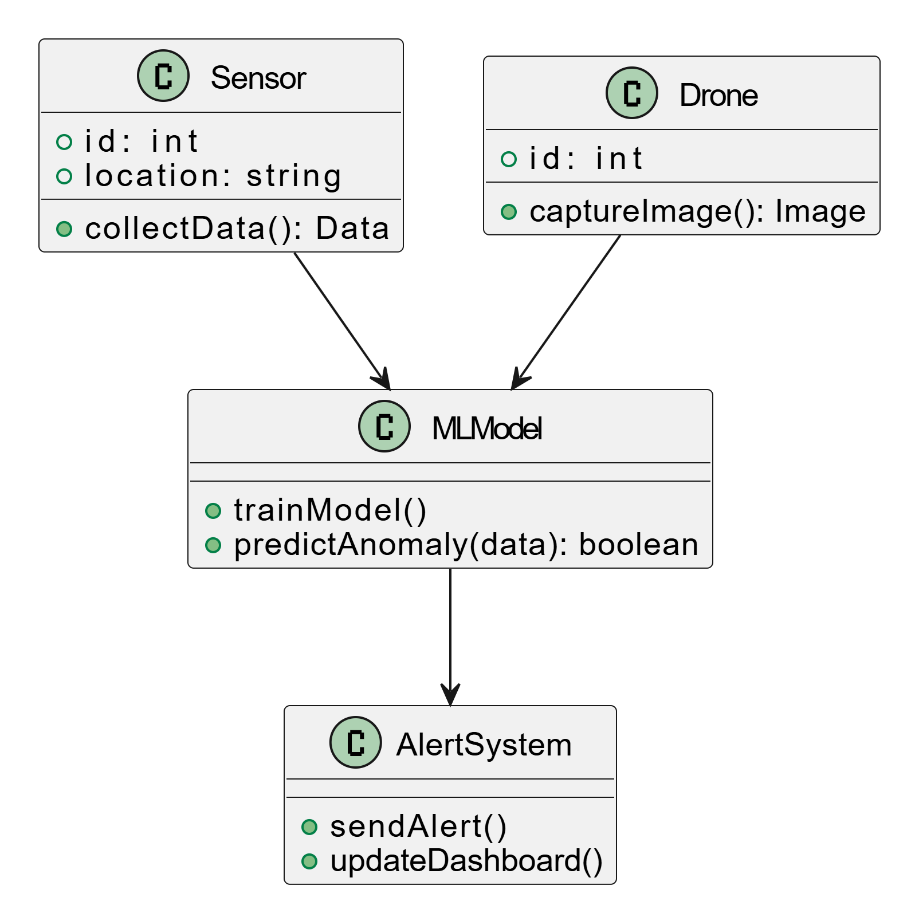 C Sensor
id: int
location: string
collectData(): Data
C Drone
id: int
captureImage(): Image
C MLModel
trainModel()
predictAnomaly(data): boolean
C AlertSystem
sendAlert()
updateDashboard()